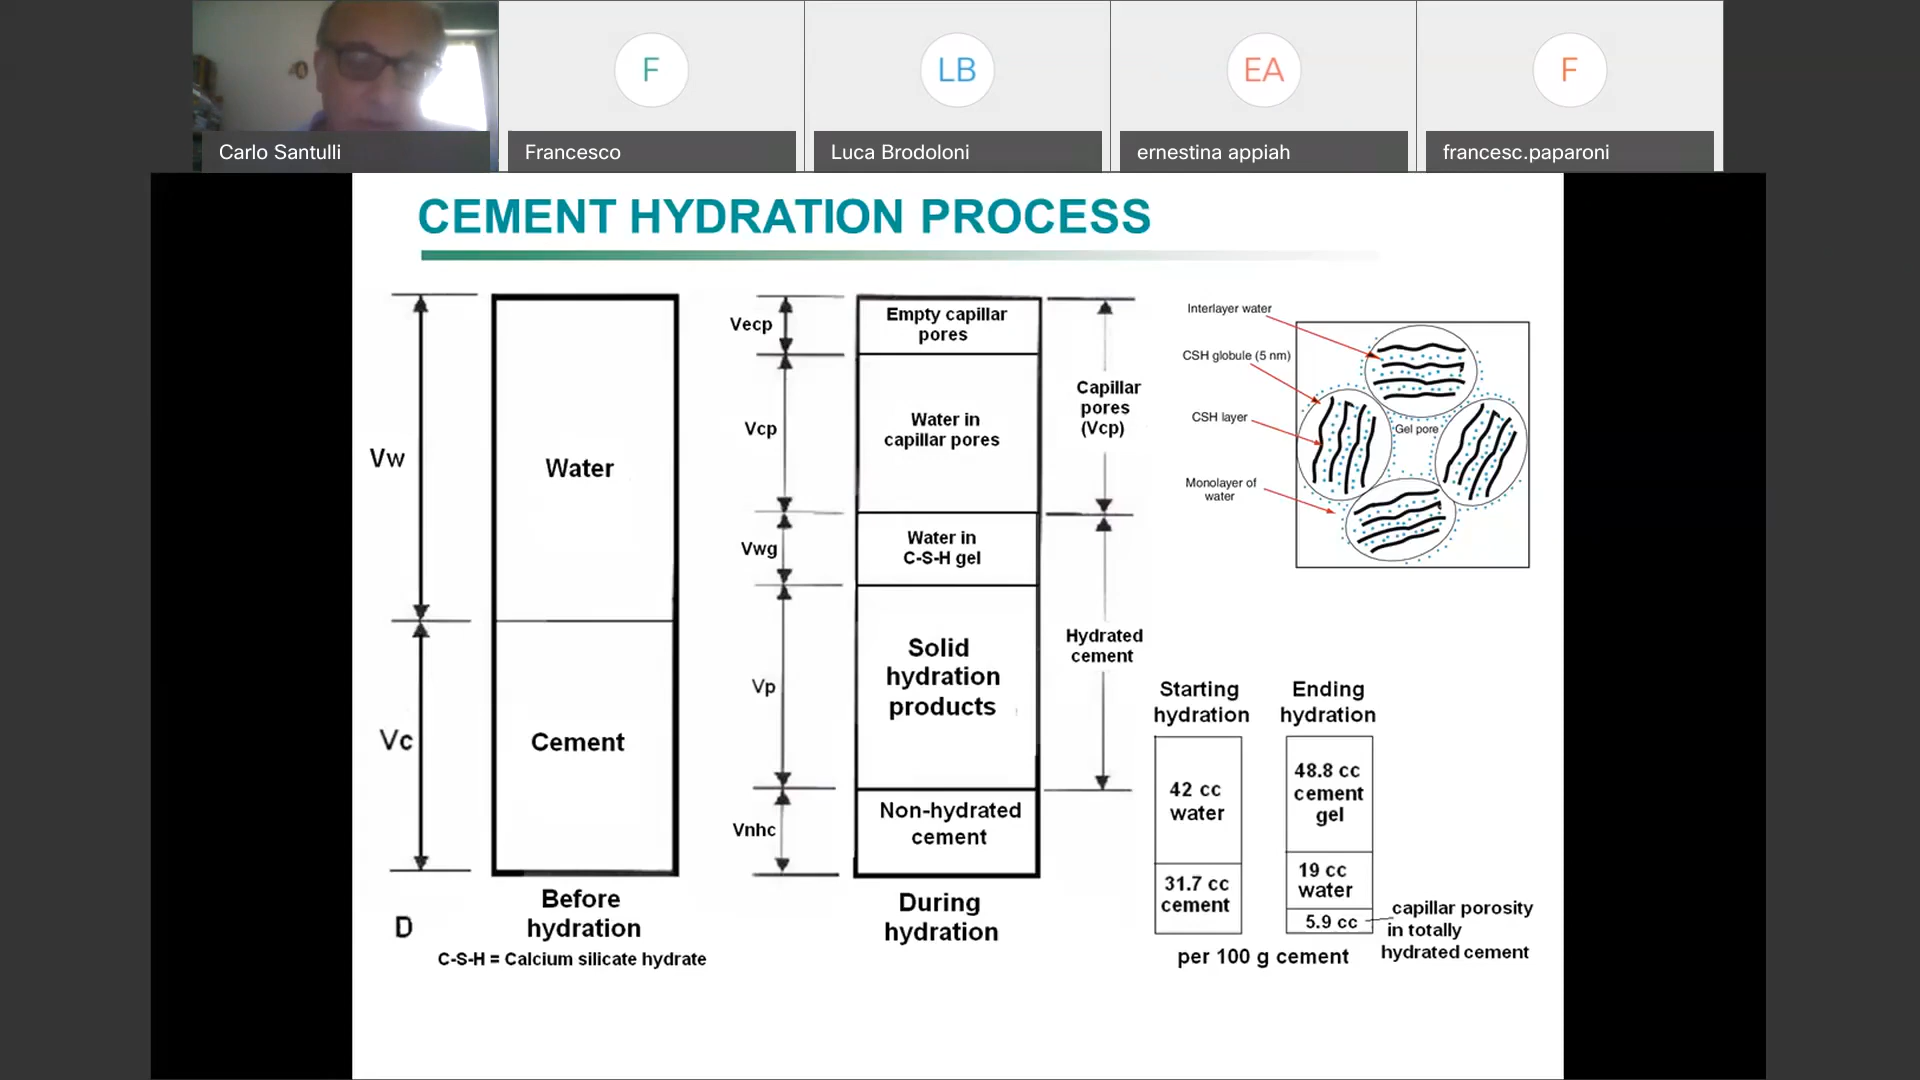 F
LB
EA
F
Carlo Santulli
Francesco
Luca Brodoloni
ernestina appiah
francesc.paparoni
CEMENT HYDRATION PROCESS
Vw
Water
Vc
Cement
Before
hydration
D
C-S-H = Calcium silicate hydrate
Vecp
Empty capillar
pores
Vcp
Water in
capillar pores
Capillar
pores
(Vcp)
Vwg
Water in
C-S-H gel
Vp
Solid
hydration
products
Hydrated
cement
Vnhc
Non-hydrated
cement
During
hydration
Interlayer water
CSH globule (5 nm)
CSH layer
Gel pore
Monolayer of
water
Starting
hydration
Ending
hydration
42 cc
water
31.7 cc
cement
48.8 cc
cement
gel
19 cc
water
5.9 cc
capillar porosity
in totally
hydrated cement
per 100 g cement